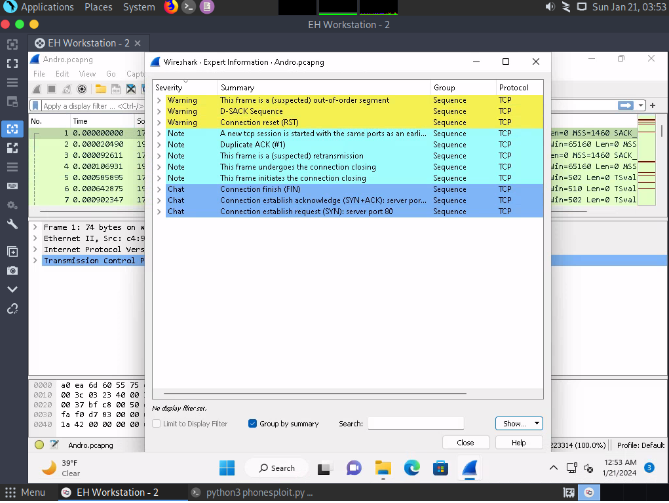 Applications Places System Sun Jan 21, 03:53
EH Workstation - 2
EH Workstation - 2
Andro.pcapng
File Edit View Go Captu
Apply a display filter ... <Ctrl-/>
No. Time So
1 0.000000000 17
2 0.000020490 19
3 0.000092611 17
4 0.000106931 19
5 0.000585895 17
6 0.000642875 19
7 0.000902347 17
Len=0 MSS=1460 SACK_
Win=65160 Len=0 MSS
Len=0 MSS=1460 SACK_
Win=65160 Len=0 MSS
Win=502 Len=0 TSval
Win=510 Len=0 TSval
Win=502 Len=0 TSval
Frame 1: 74 bytes on w
Ethernet II, Src: c4:9
Internet Protocol Vers
Transmission Control P
0000 a0 ea 6d 60 55 75
0010 00 3c 03 23 40 00
0020 00 37 bf c8 00 50
0030 fa f0 d7 93 00 00
0040 1a 42 00 00 00 00
Andro.pcapng
223314 (100.0%) Profile: Default
Wireshark · Expert Information · Andro.pcapng
Severity Summary Group Protocol
Warning This frame is a (suspected) out-of-order segment Sequence TCP
Warning D-SACK Sequence Sequence TCP
Warning Connection reset (RST) Sequence TCP
Note A new tcp session is started with the same ports as an earli... Sequence TCP
Note Duplicate ACK (#1) Sequence TCP
Note This frame is a (suspected) retransmission Sequence TCP
Note This frame undergoes the connection closing Sequence TCP
Note This frame initiates the connection closing Sequence TCP
Chat Connection finish (FIN) Sequence TCP
Chat Connection establish acknowledge (SYN+ACK): server por... Sequence TCP
Chat Connection establish request (SYN): server port 80 Sequence TCP
No display filter set.
Limit to Display Filter Group by summary Search: Show...
Close Help
39°F
Clear
Search
12:53 AM
1/21/2024
3
Menu EH Workstation - 2 python3 phonesploit.py ...